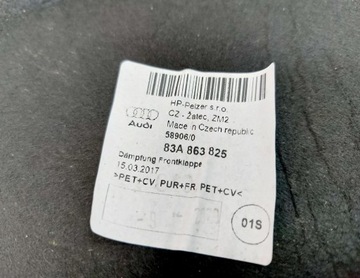 HP-Pelzer s.r.o.
CZ - Žatec, ZM2
Made in Czech republic
58906/0
Audi
83A 863 825
Dämpfung Frontklappe
15.03.2017
>PET+CV, PUR+FR, PET+CV<
01S